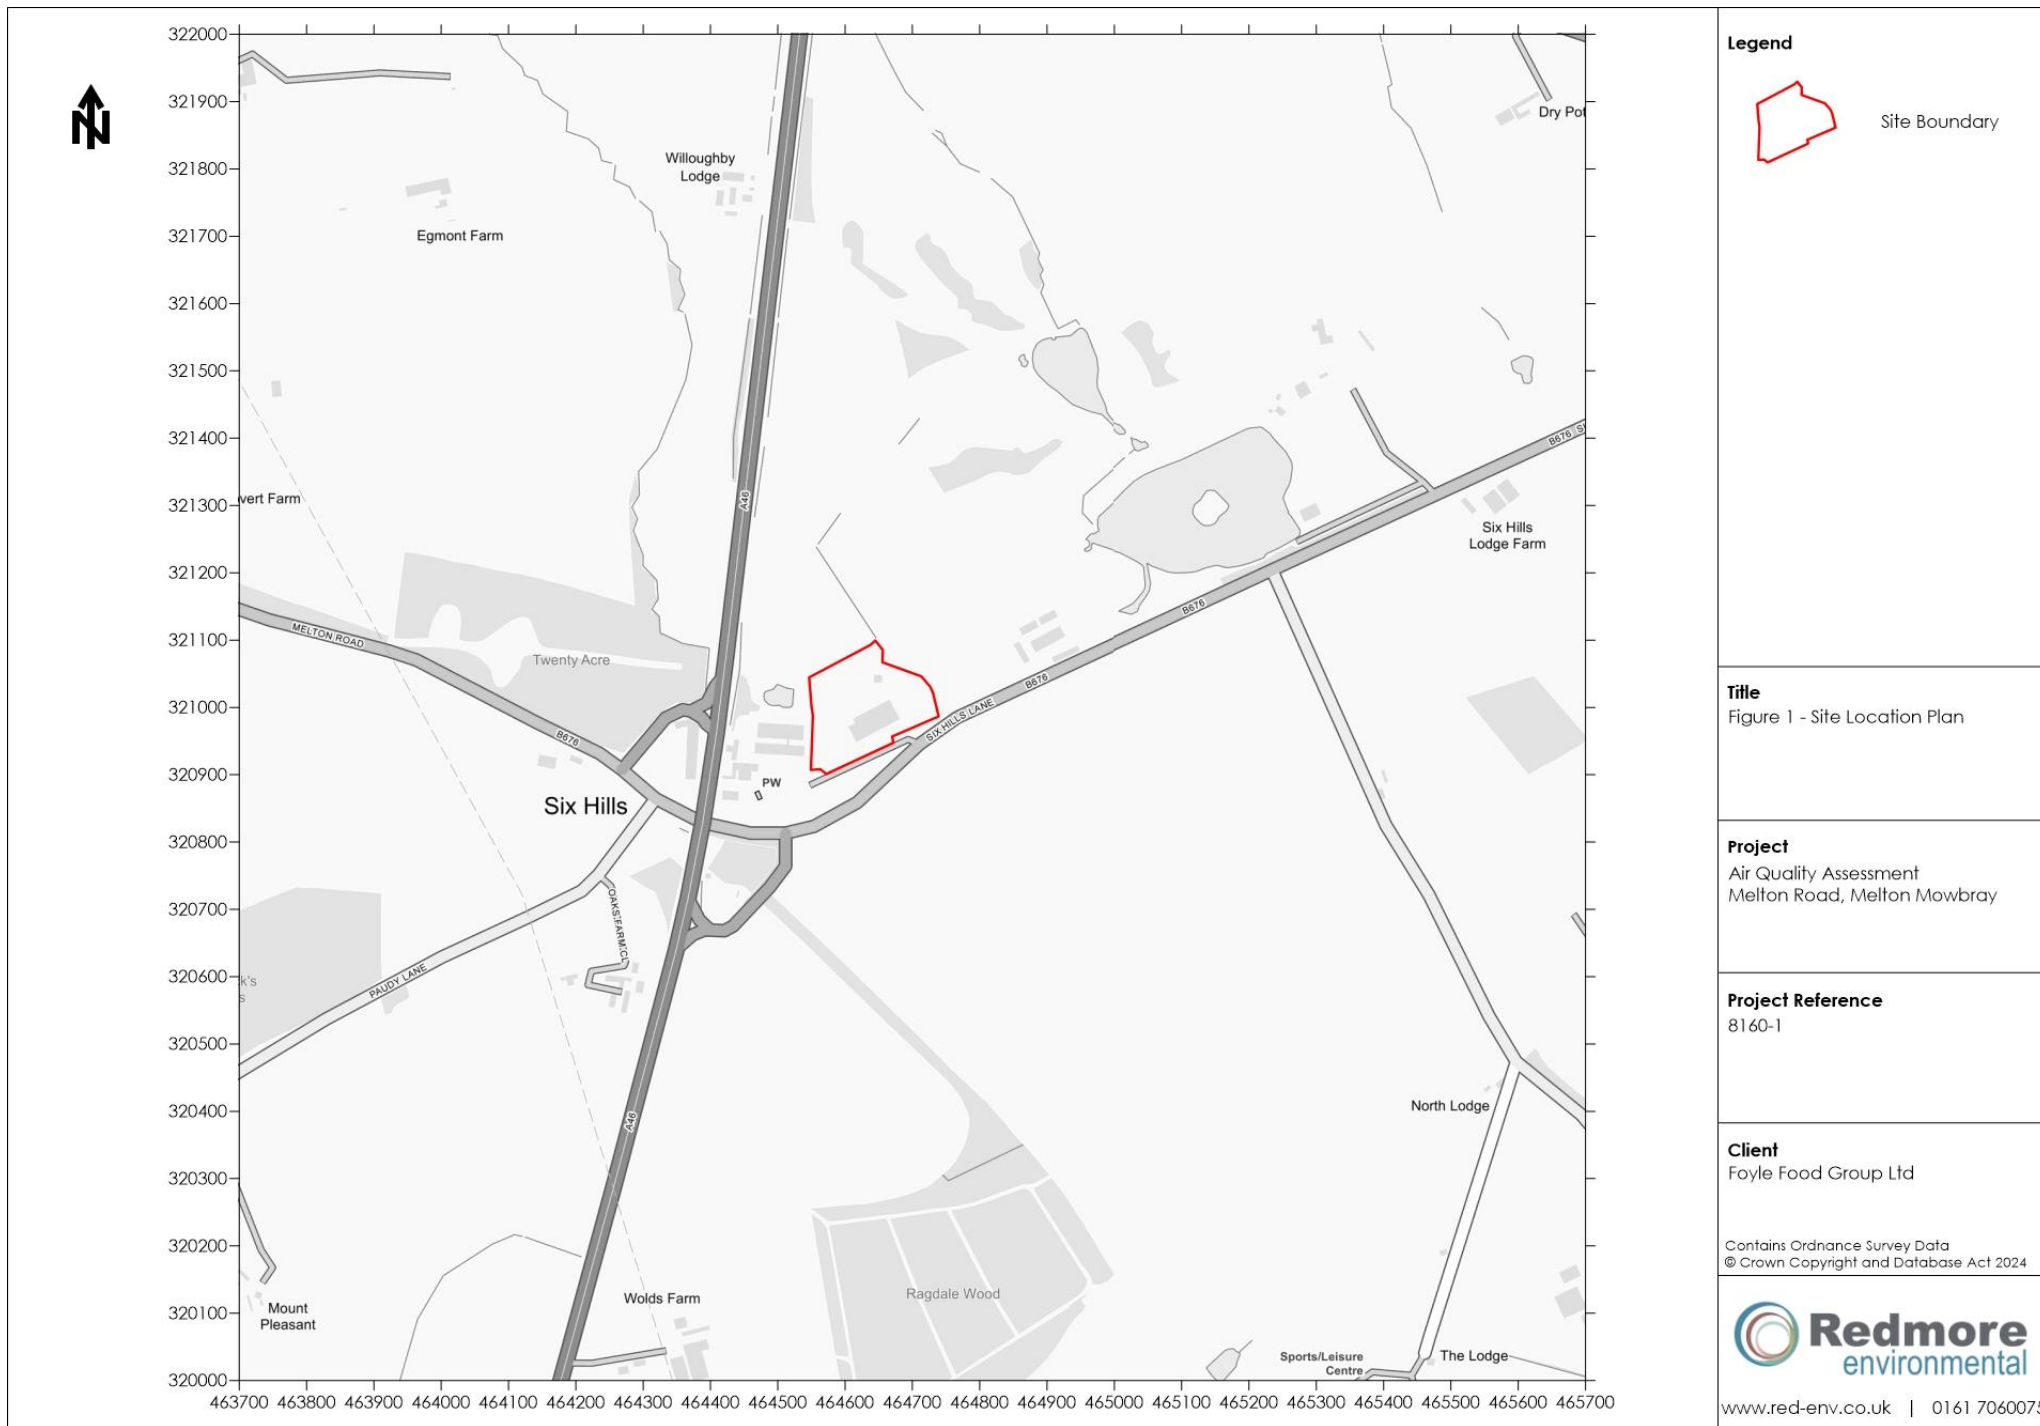 322000
321900
321800
321700
321600
321500
321400
321300
321200
321100
321000
320900
320800
320700
320600
320500
320400
320300
320200
320100
320000
463700 463800 463900 464000 464100 464200 464300 464400 464500 464600 464700 464800 464900 465000 465100 465200 465300 465400 465500 465600 465700
N
Willoughby
Lodge
Egmont Farm
Dry Pot
vert Farm
A46
B676 S
Six Hills
Lodge Farm
B676
MELTON ROAD
Twenty Acre
B676
SIX HILLS LANE
B676
PW
Six Hills
OAKS FARM CL
PAUDY LANE
k's
s
A46
North Lodge
Ragdale Wood
Wolds Farm
Mount
Pleasant
Sports/Leisure
Centre
The Lodge
Legend
Site Boundary
Title
Figure 1 - Site Location Plan
Project
Air Quality Assessment
Melton Road, Melton Mowbray
Project Reference
8160-1
Client
Foyle Food Group Ltd
Contains Ordnance Survey Data
© Crown Copyright and Database Act 2024
Redmore
environmental
www.red-env.co.uk | 0161 706007